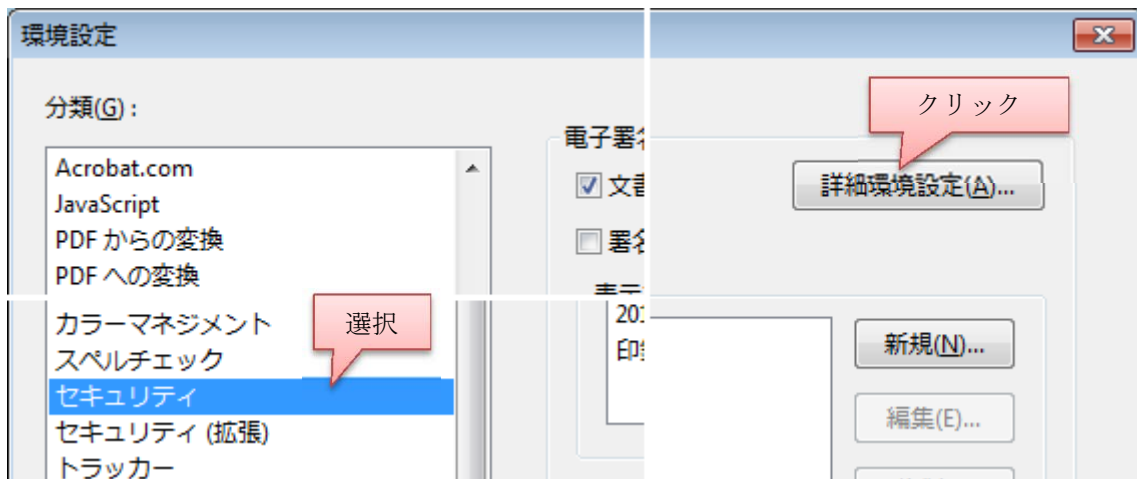 環境設定
分類(G):
Acrobat.com
JavaScript
PDF からの変換
PDF への変換
カラーマネジメント
スペルチェック
セキュリティ
セキュリティ (拡張)
トラッカー
選択
電子署
文書
署名
表示
201
印
クリック
詳細環境設定(A)...
新規(N)...
編集(E)...